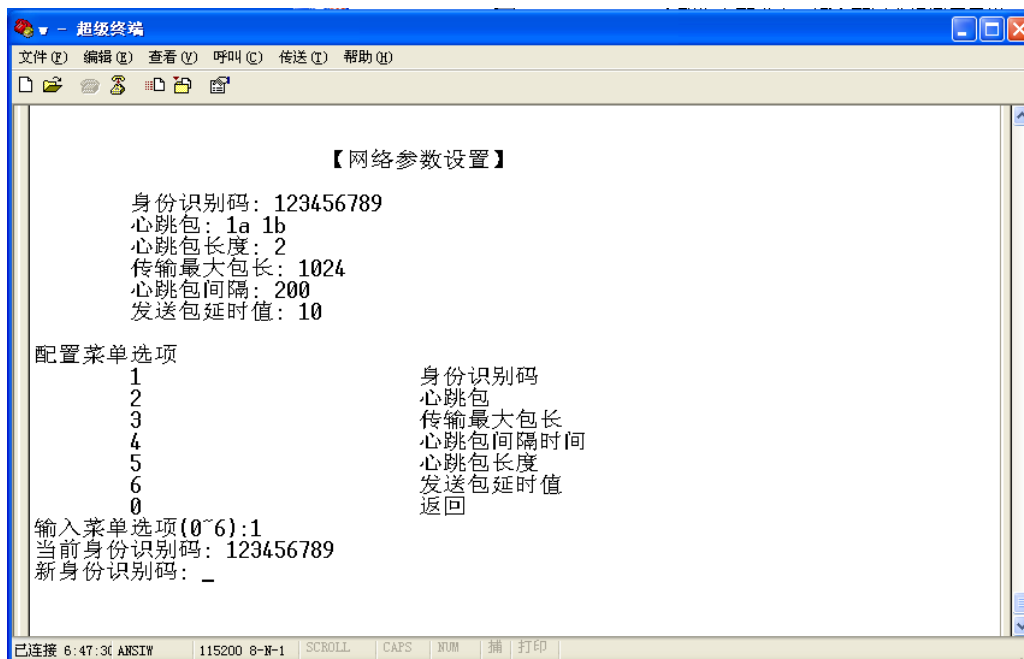 w - 超级终端
文件(F) 编辑(E) 查看(V) 呼叫(C) 传送(T) 帮助(H)
【网络参数设置】
身份识别码: 123456789
心跳包: 1a 1b
心跳包长度: 2
传输最大包长: 1024
心跳包间隔: 200
发送包延时值: 10
配置菜单选项
1 身份识别码
2 心跳包
3 传输最大包长
4 心跳包间隔时间
5 心跳包长度
6 发送包延时值
0 返回
输入菜单选项(0~6):1
当前身份识别码: 123456789
新身份识别码: _
已连接 6:47:3 ANSIW 115200 8-N-1 SCROLL CAPS NUM 捕 打印